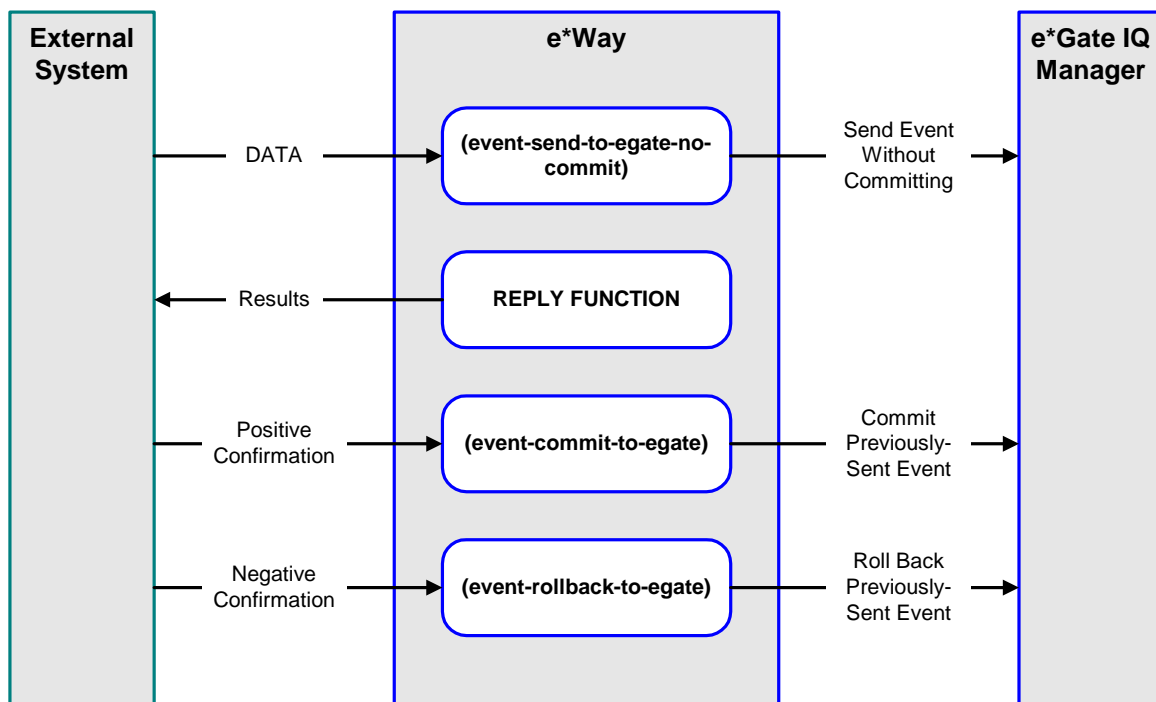 External
System
e*Way
e*Gate IQ
Manager
DATA
(event-send-to-egate-no-
commit)
Send Event
Without
Committing
Results
REPLY FUNCTION
Positive
Confirmation
(event-commit-to-egate)
Commit
Previously-
Sent Event
Negative
Confirmation
(event-rollback-to-egate)
Roll Back
Previously-
Sent Event